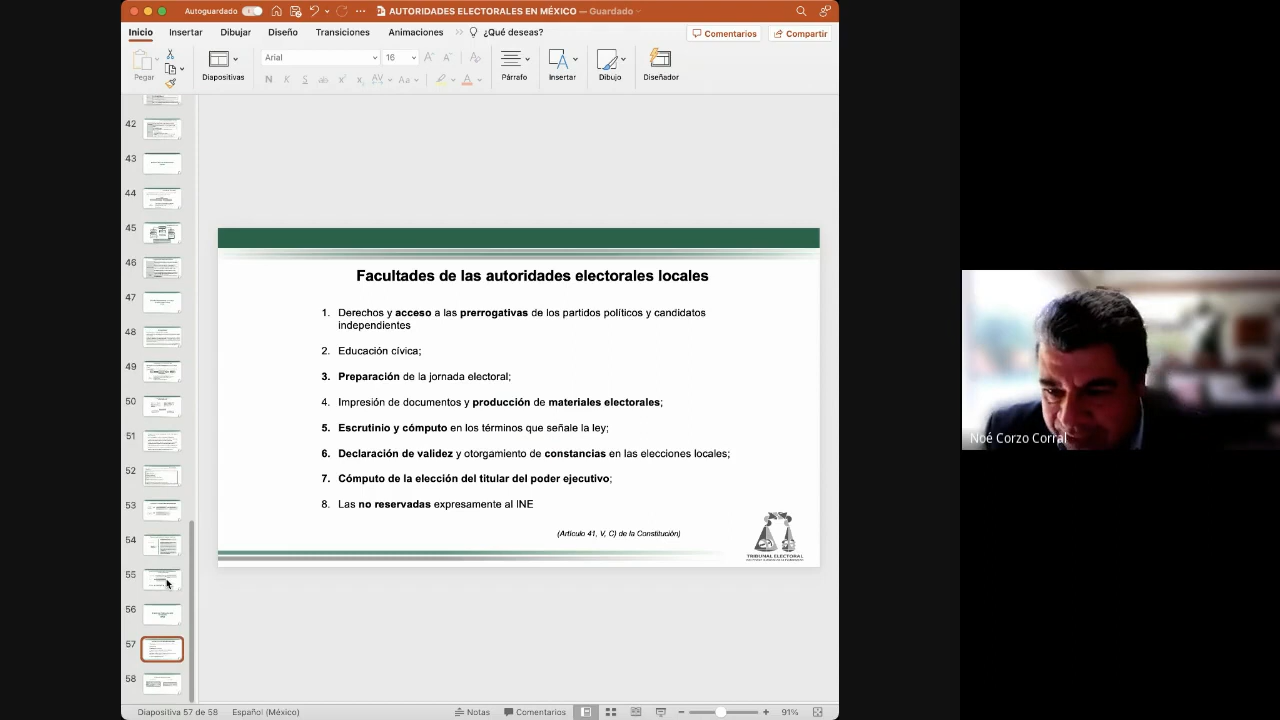 Autoguardado
AUTORIDADES ELECTORALES EN MÉXICO — Guardado
Inicio Insertar Dibujar Diseño Transiciones Animaciones >> ¿Qué deseas? Comentarios Compartir
Arial 16
Pegar Diapositivas N K S ab Aa Párrafo Insertar Dibujo Diseñador
42
43
44
45
46
47
48
49
50
51
52
53
54
55
56
57
58
Facultades de las autoridades electorales locales
1. Derechos y acceso a las prerrogativas de los partidos políticos y candidatos
independientes
2. Educación cívica;
3. Preparación de la jornada electoral;
4. Impresión de documentos y producción de materiales electorales;
5. Escrutinio y cómputo en los términos que señale la ley;
6. Declaración de validez y otorgamiento de constancias en las elecciones locales;
7. Cómputo de la elección del titular del poder ejecutivo;
8. Las no reservadas expresamente al INE
TRIBUNAL ELECTORAL
Noé Corzo Corral
Diapositiva 57 de 58 Español (México) Notas Comentarios 91%